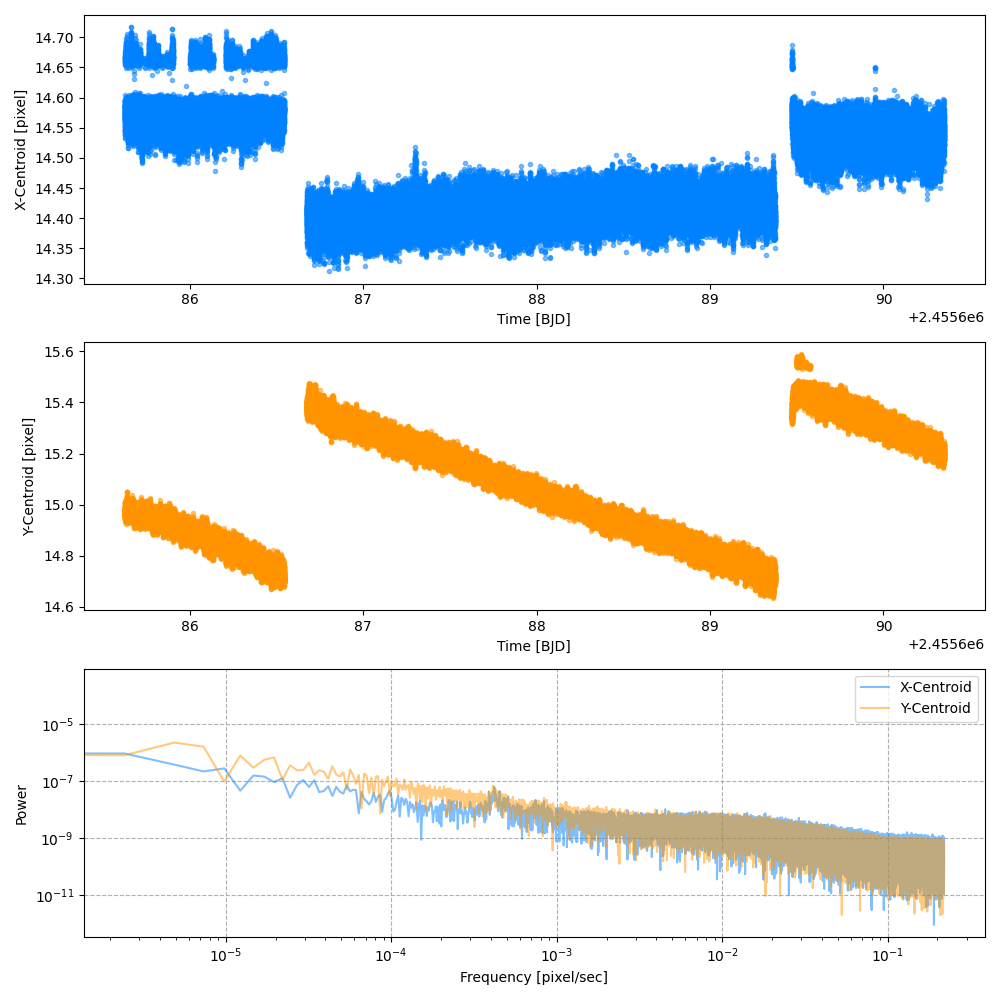 14.70
14.65
14.60
14.55
14.50
14.45
14.40
14.35
14.30
X-Centroid [pixel]
86 87 88 89 90
Time [BJD]
+2.4556e6
15.6
15.4
15.2
15.0
14.8
14.6
Y-Centroid [pixel]
86 87 88 89 90
Time [BJD]
+2.4556e6
X-Centroid
Y-Centroid
10⁻⁵
10⁻⁷
10⁻⁹
10⁻¹¹
Power
10⁻⁵ 10⁻⁴ 10⁻³ 10⁻² 10⁻¹
Frequency [pixel/sec]